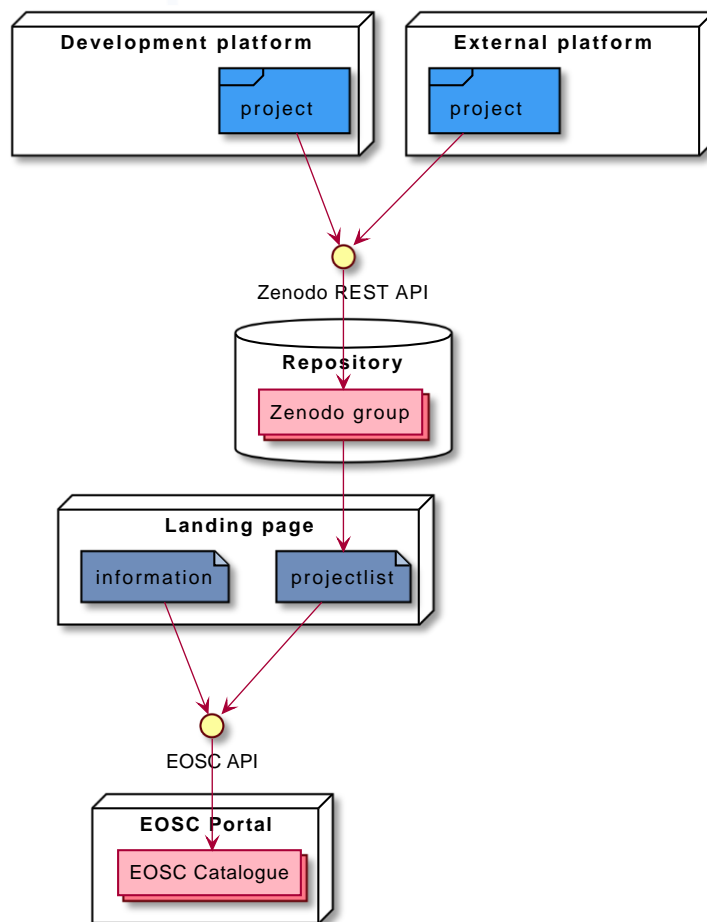 Development platform
External platform
project
project
Zenodo REST API
Repository
Zenodo group
Landing page
information
projectlist
EOSC API
EOSC Portal
EOSC Catalogue